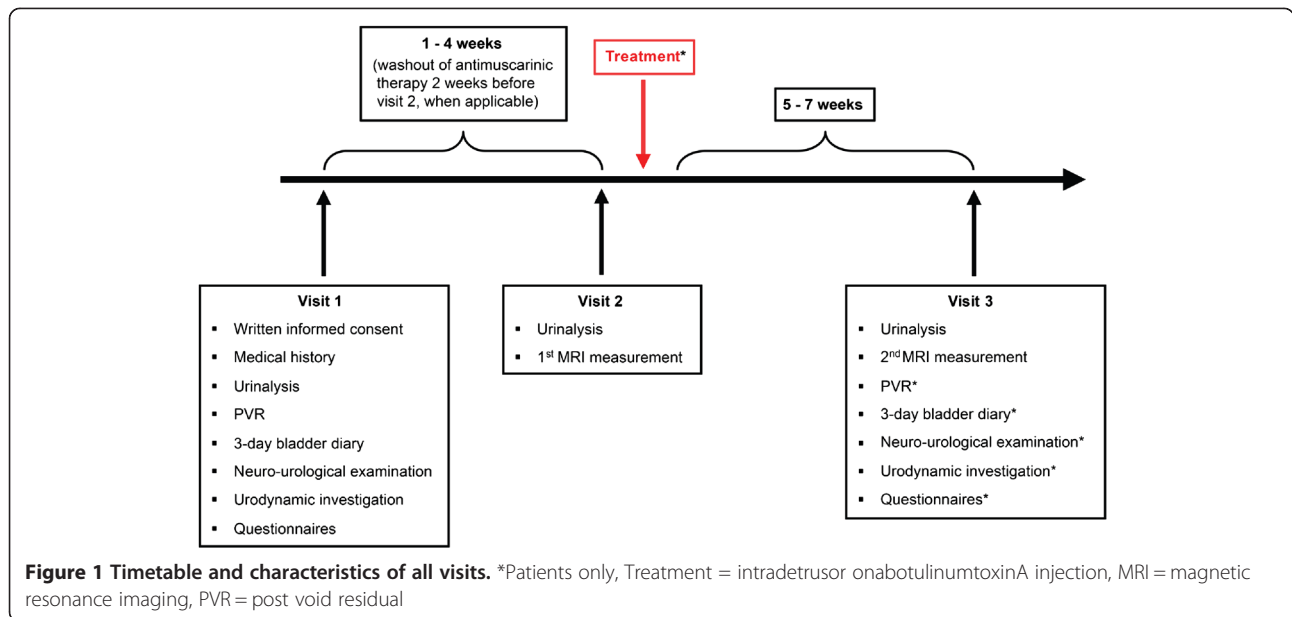 1 - 4 weeks
(washout of antimuscarinic
therapy 2 weeks before
visit 2, when applicable)
Treatment*
5 - 7 weeks
Visit 1
▪ Written informed consent
▪ Medical history
▪ Urinalysis
▪ PVR
▪ 3-day bladder diary
▪ Neuro-urological examination
▪ Urodynamic investigation
▪ Questionnaires
Visit 2
▪ Urinalysis
▪ 1st MRI measurement
Visit 3
▪ Urinalysis
▪ 2nd MRI measurement
▪ PVR*
▪ 3-day bladder diary*
▪ Neuro-urological examination*
▪ Urodynamic investigation*
▪ Questionnaires*
Figure 1 Timetable and characteristics of all visits. *Patients only, Treatment = intradetrusor onabotulinumtoxinA injection, MRI = magnetic
resonance imaging, PVR = post void residual